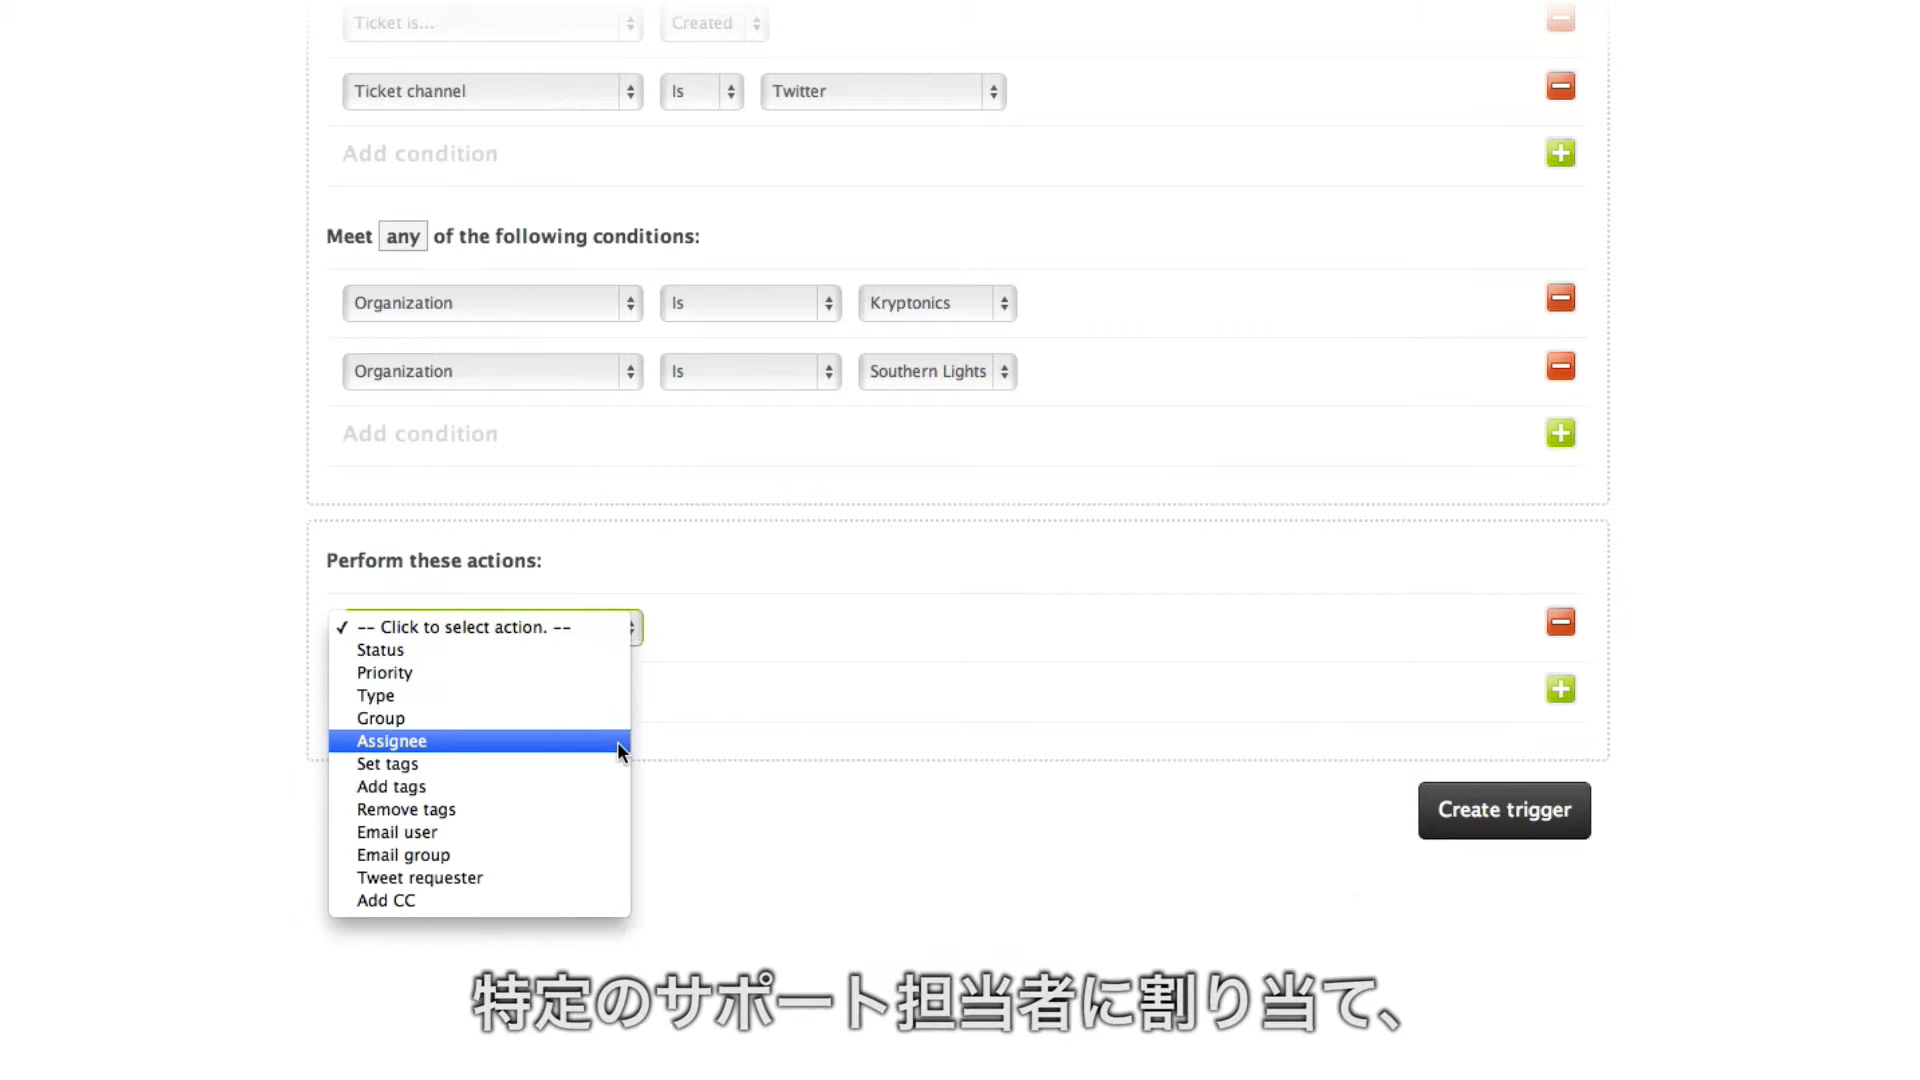 Ticket is... Created
Ticket channel Is Twitter
Add condition
Meet any of the following conditions:
Organization Is Kryptonics
Organization Is Southern Lights
Add condition
Perform these actions:
✓ -- Click to select action. --
Status
Priority
Type
Group
Assignee
Set tags
Add tags
Remove tags
Email user
Email group
Tweet requester
Add CC
Create trigger
特定のサポート担当者に割り当て、